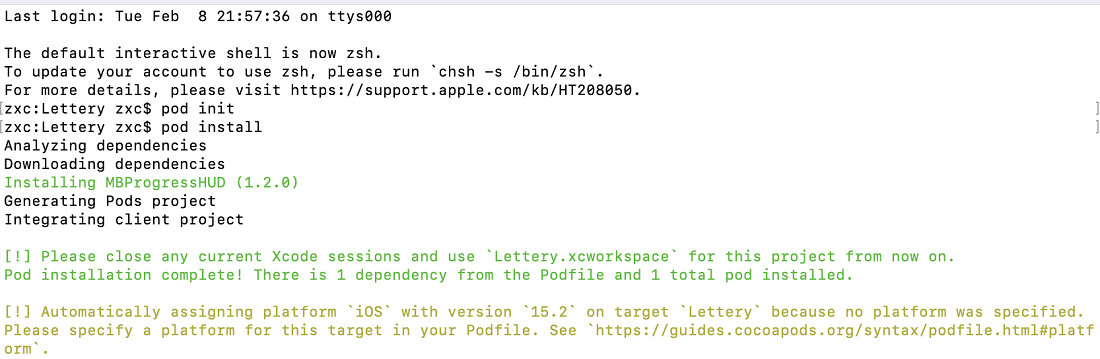 Last login: Tue Feb  8 21:57:36 on ttys000
The default interactive shell is now zsh.
To update your account to use zsh, please run `chsh -s /bin/zsh`.
For more details, please visit https://support.apple.com/kb/HT208050.
[zxc:Lettery zxc$ pod init ]
[zxc:Lettery zxc$ pod install ]
Analyzing dependencies
Downloading dependencies
Installing MBProgressHUD (1.2.0)
Generating Pods project
Integrating client project
[!] Please close any current Xcode sessions and use `Lettery.xcworkspace` for this project from now on.
Pod installation complete! There is 1 dependency from the Podfile and 1 total pod installed.
[!] Automatically assigning platform `iOS` with version `15.2` on target `Lettery` because no platform was specified.
Please specify a platform for this target in your Podfile. See `https://guides.cocoapods.org/syntax/podfile.html#platf
orm`.